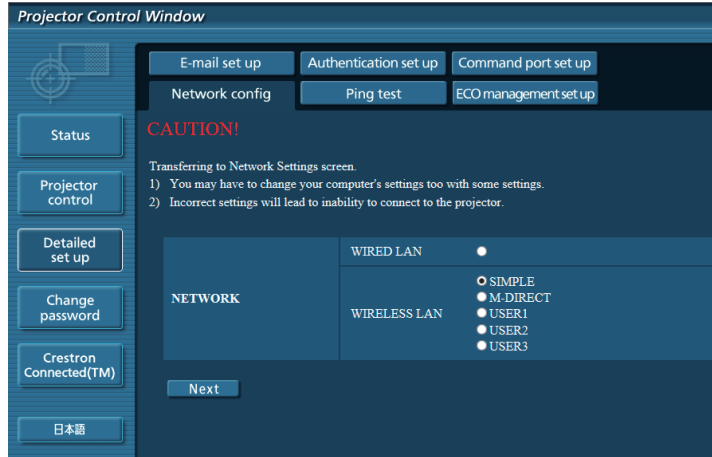 Projector Control Window
E-mail set up
Authentication set up
Command port set up
Network config
Ping test
ECO management set up
Status
Projector
control
Detailed
set up
Change
password
Crestron
Connected(TM)
日本語
CAUTION!
Transferring to Network Settings screen.
1) You may have to change your computer's settings too with some settings.
2) Incorrect settings will lead to inability to connect to the projector.
NETWORK
WIRED LAN
WIRELESS LAN
SIMPLE
M-DIRECT
USER1
USER2
USER3
Next